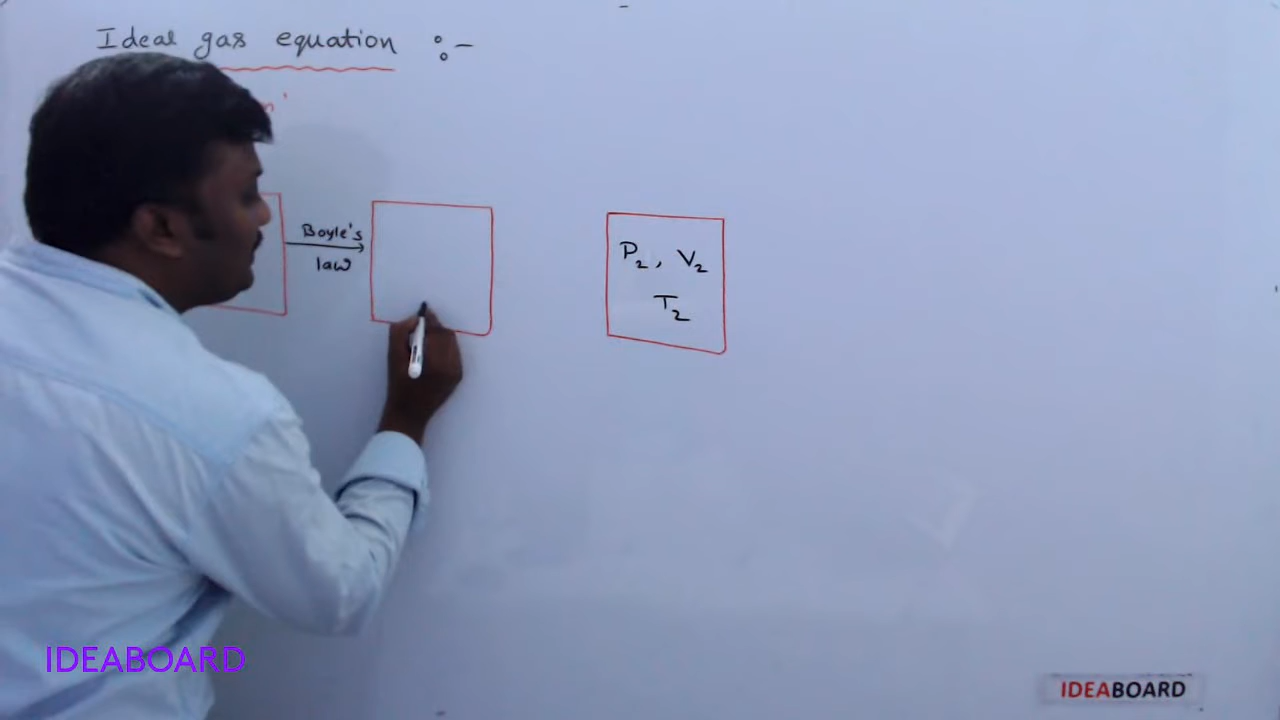 Ideal gas equation :-
Boyle's
law
P2, V2
T2
IDEABOARD
IDEABOARD